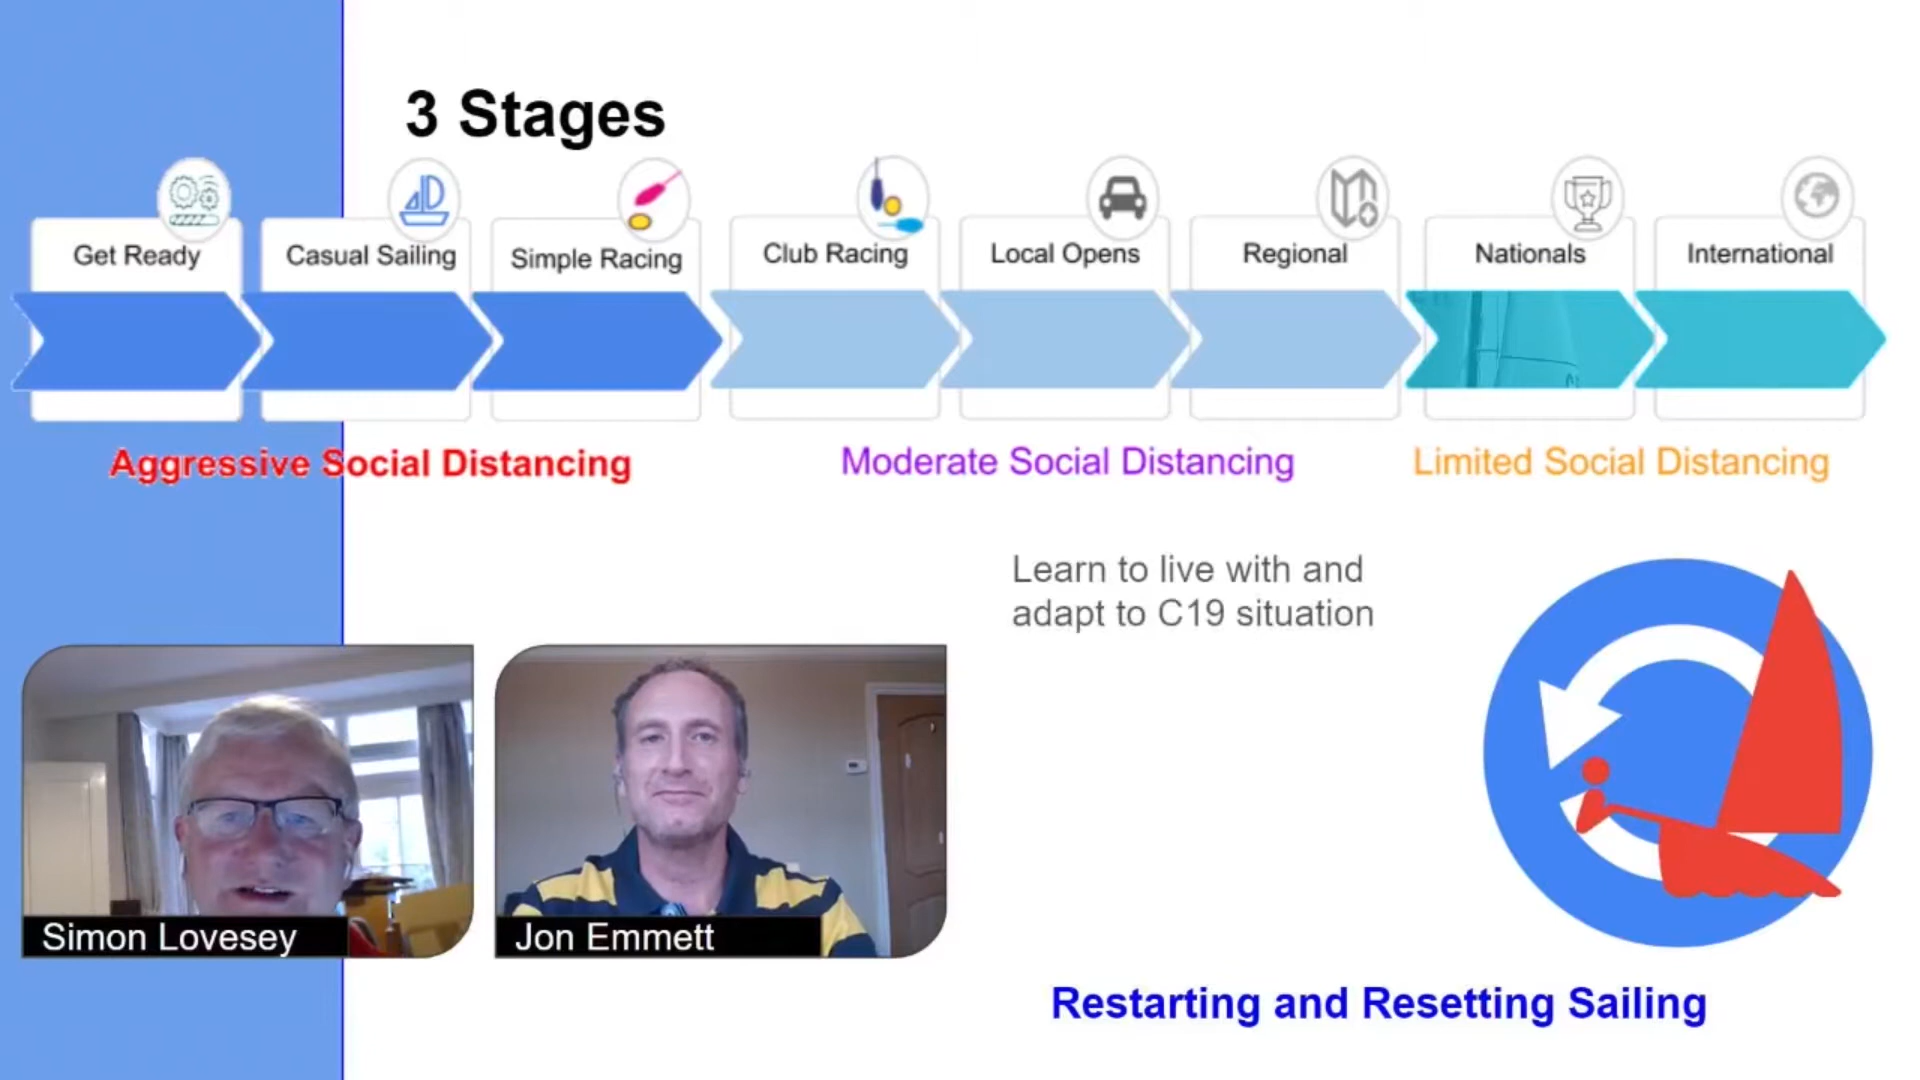 3 Stages
Get Ready
Casual Sailing
Simple Racing
Club Racing
Local Opens
Regional
Nationals
International
Aggressive Social Distancing
Moderate Social Distancing
Limited Social Distancing
Learn to live with and
adapt to C19 situation
Simon Lovesey
Jon Emmett
Restarting and Resetting Sailing